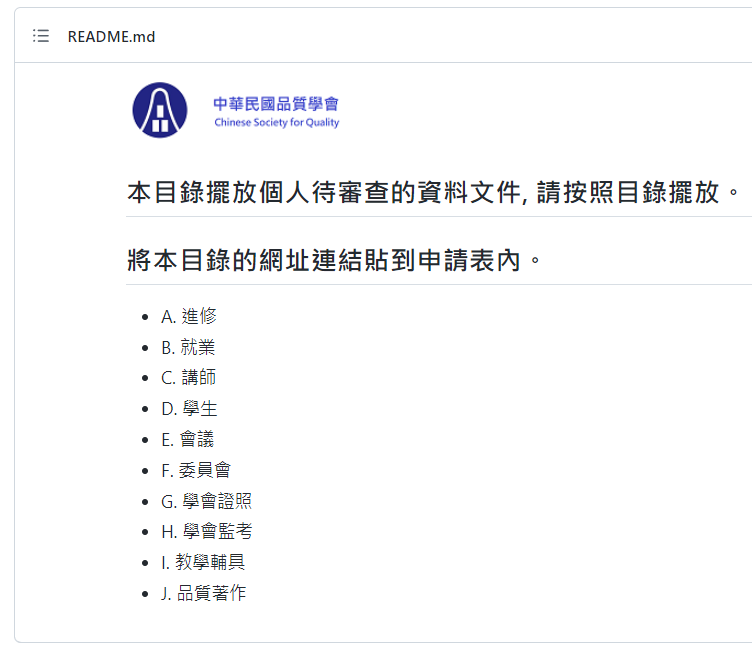 README.md
中華民國品質學會
Chinese Society for Quality
本目錄擺放個人待審查的資料文件, 請按照目錄擺放。
將本目錄的網址連結貼到申請表內。
A. 進修
B. 就業
C. 講師
D. 學生
E. 會議
F. 委員會
G. 學會證照
H. 學會監考
I. 教學輔具
J. 品質著作